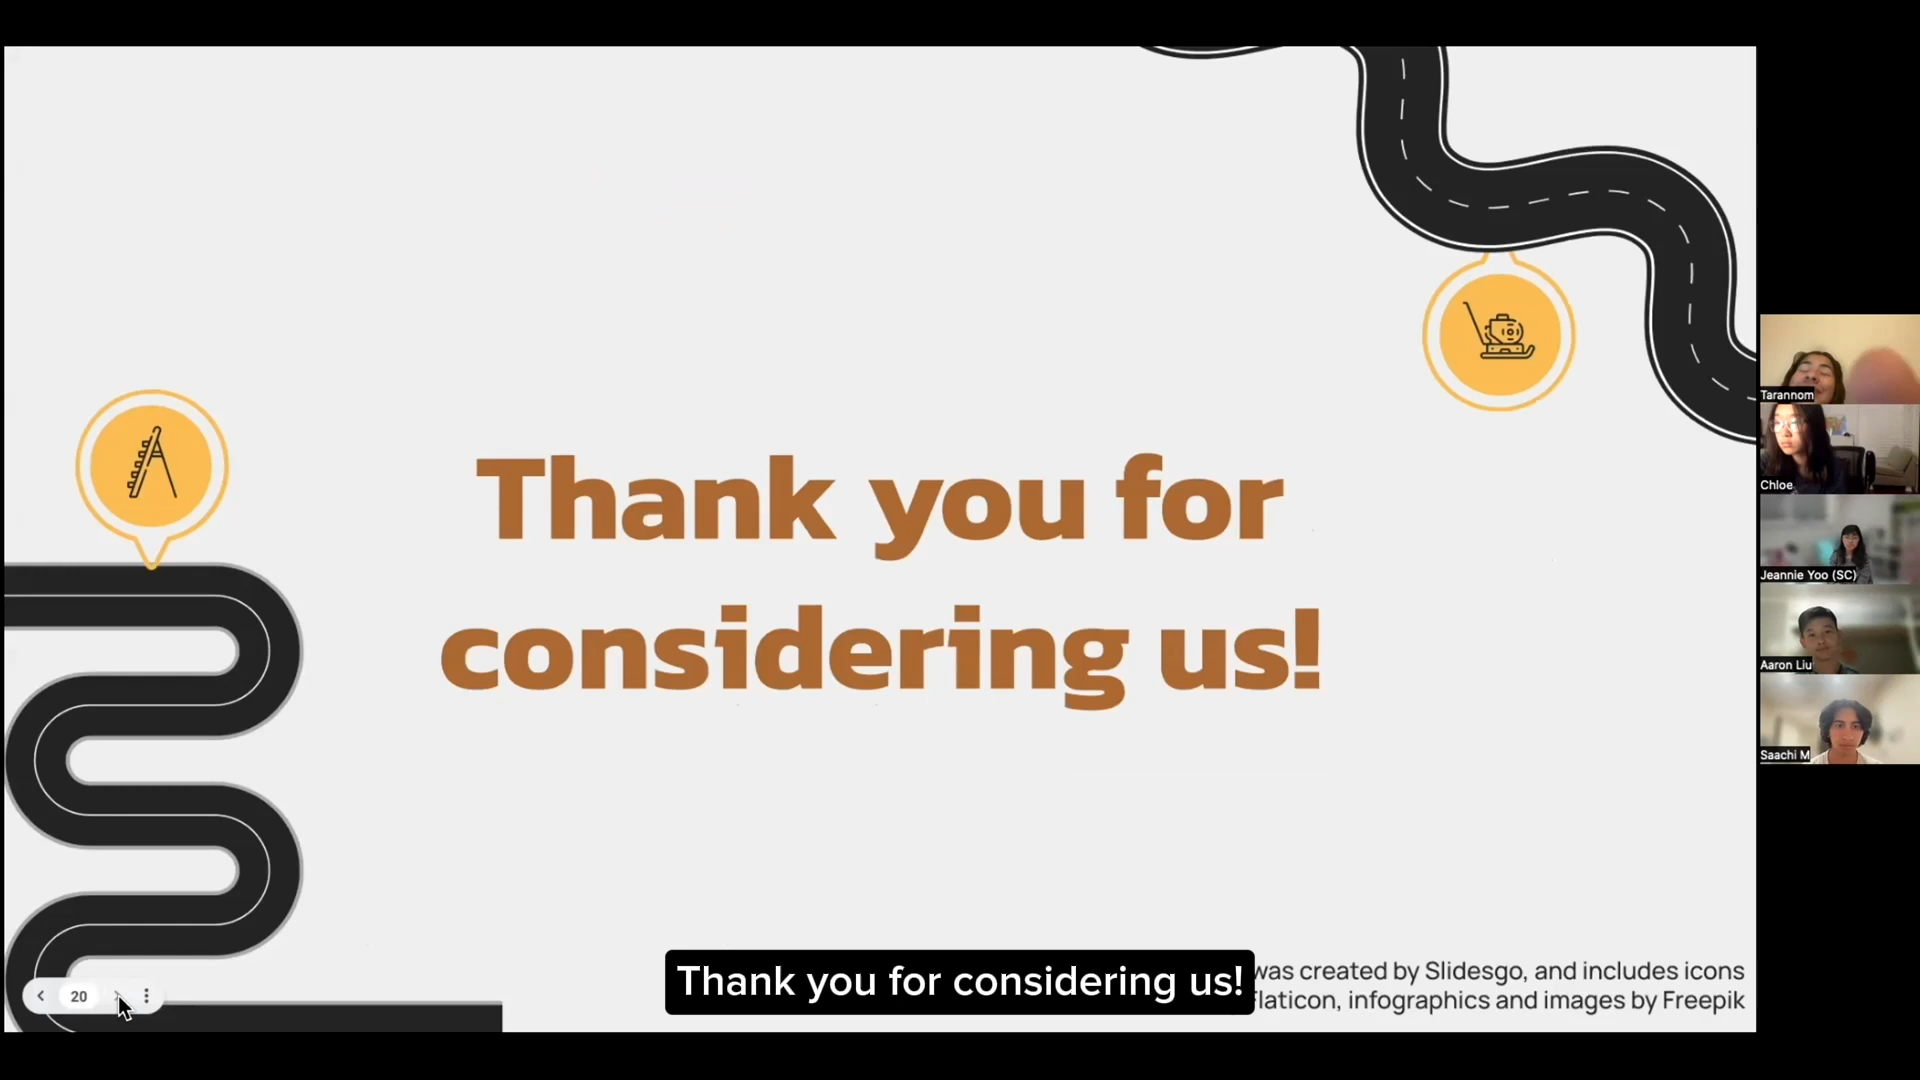 Thank you for
considering us!
Tarannom
Chloe
Jeannie Yoo (SC)
Aaron Liu
Saachi M
was created by Slidesgo, and includes icons
Flaticon, infographics and images by Freepik
Thank you for considering us!
20